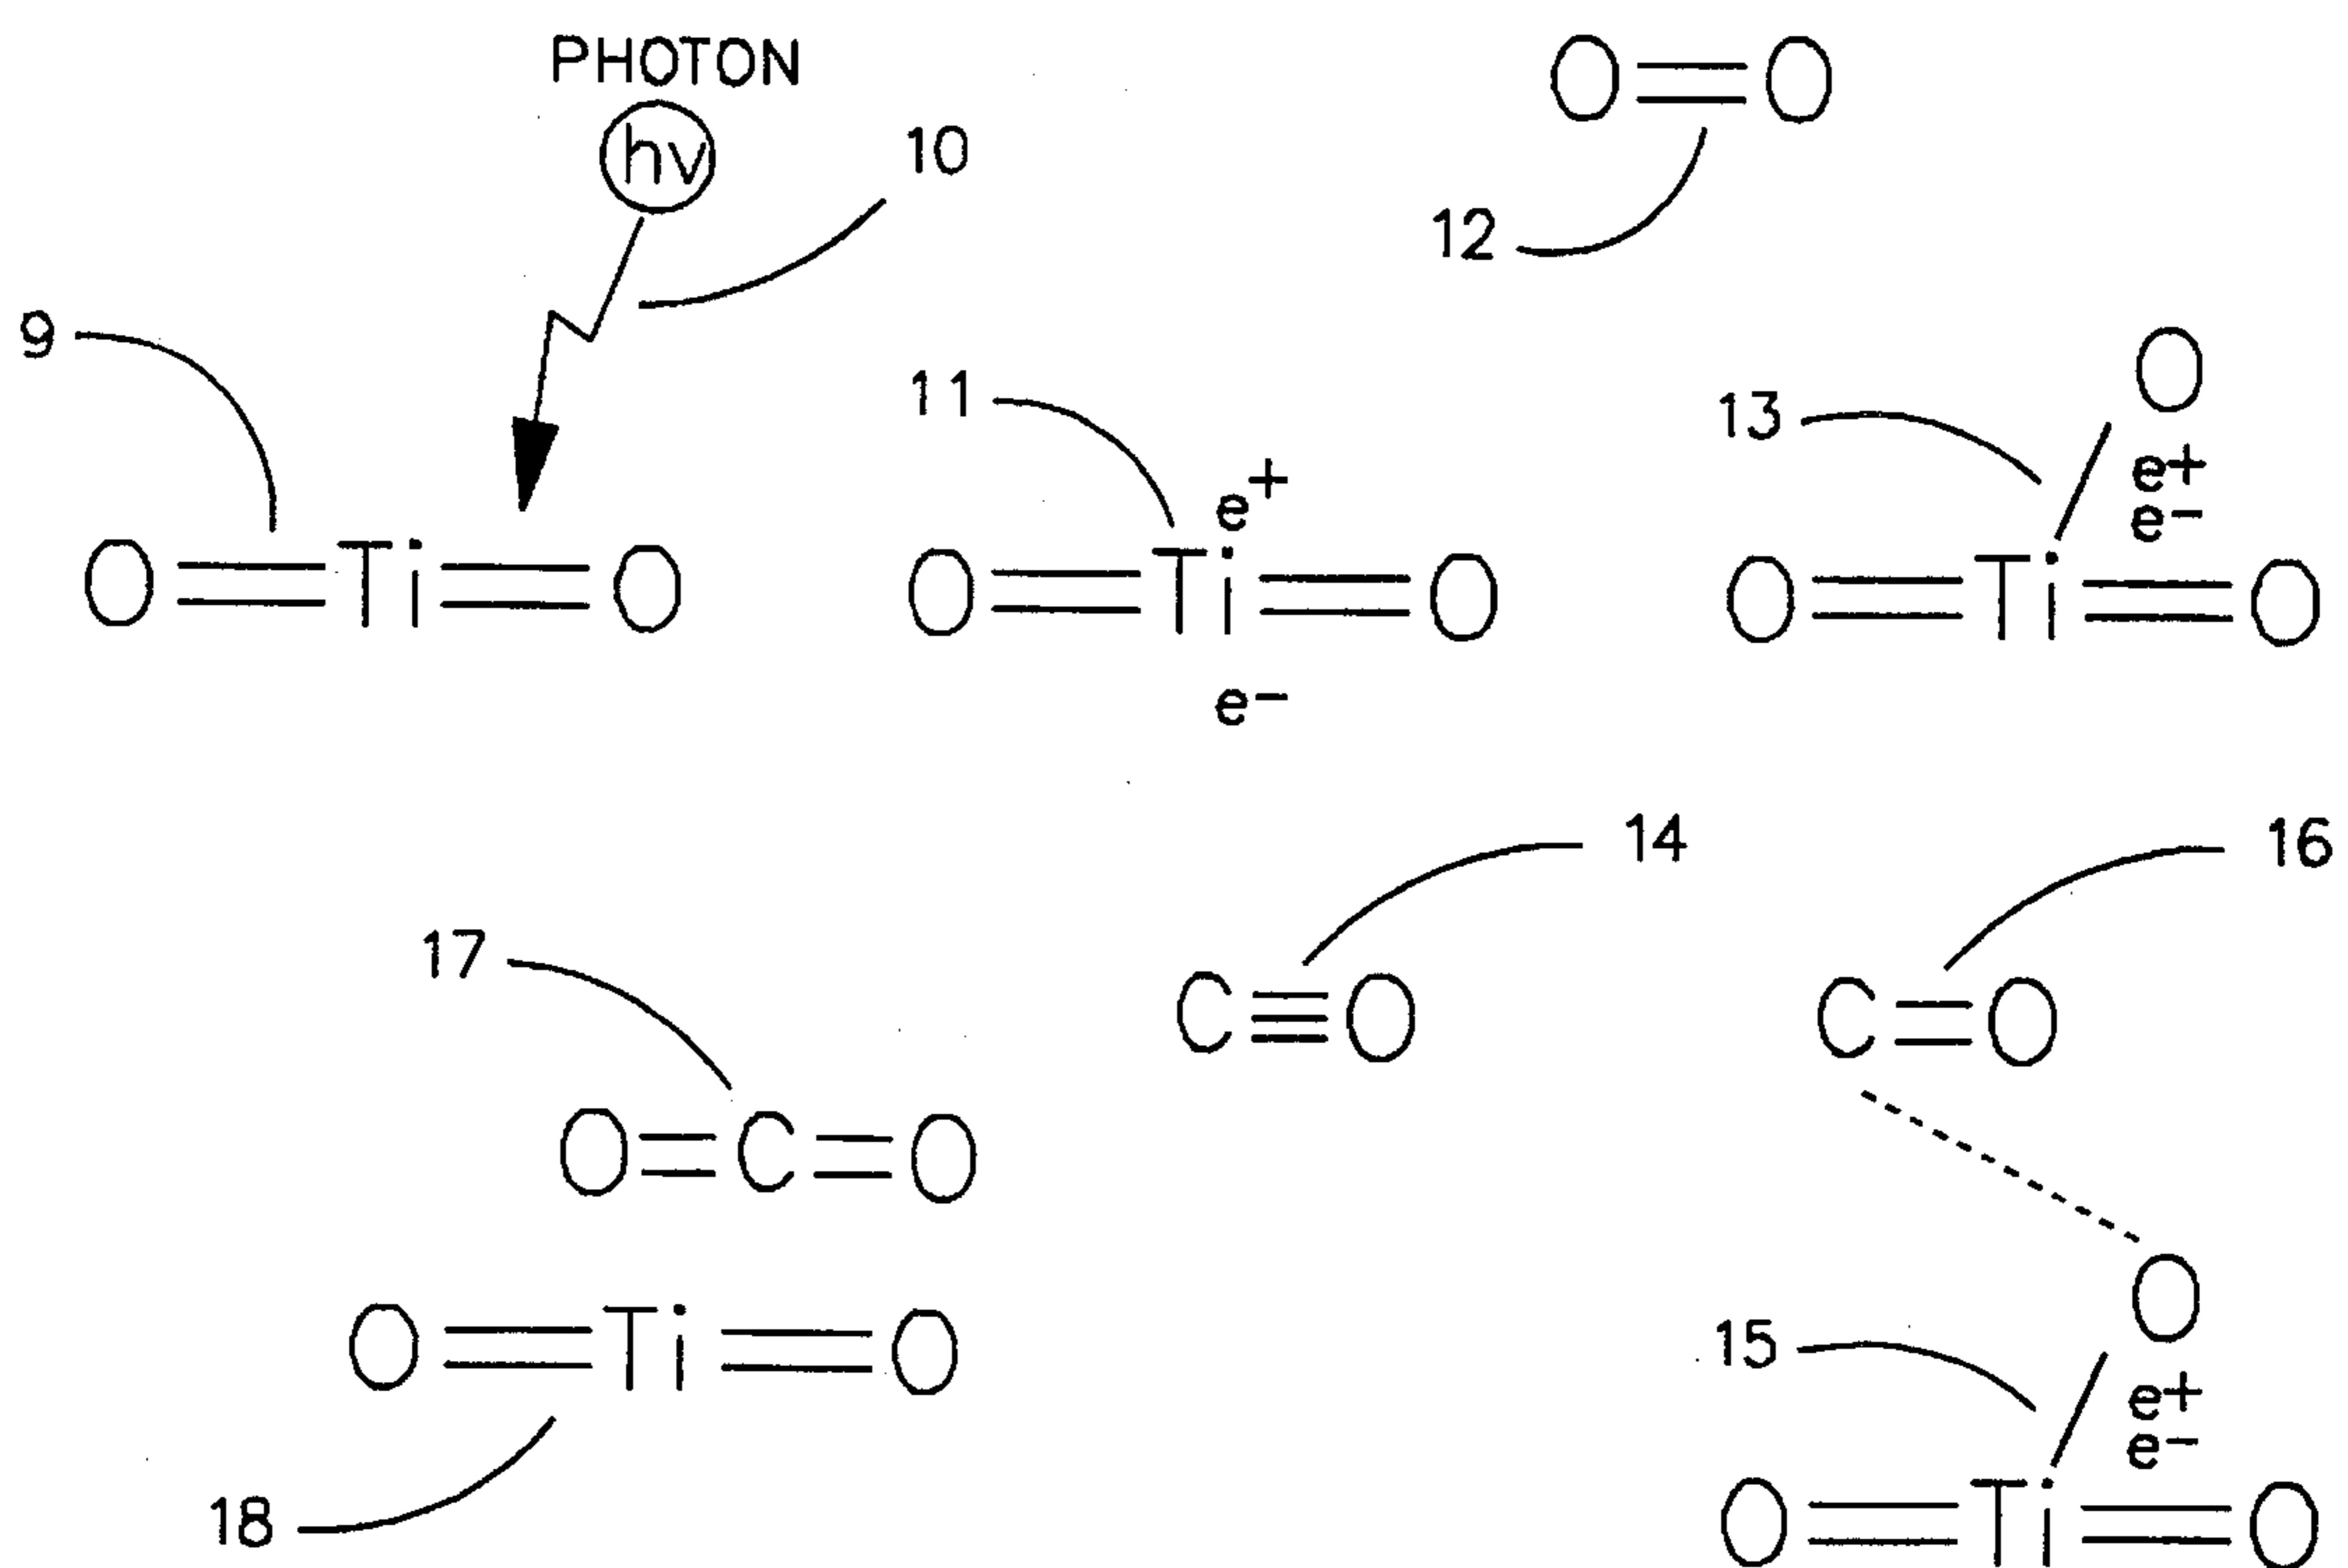 PHOTON
hv
10
O=O
12
9
11
13
O
e+
e-
O=Ti=O
e+
O=Ti=O
e-
O=Ti=O
14
16
17
C≡O
C=O
O=C=O
O
15
e+
e-
O=Ti=O
18
O=Ti=O